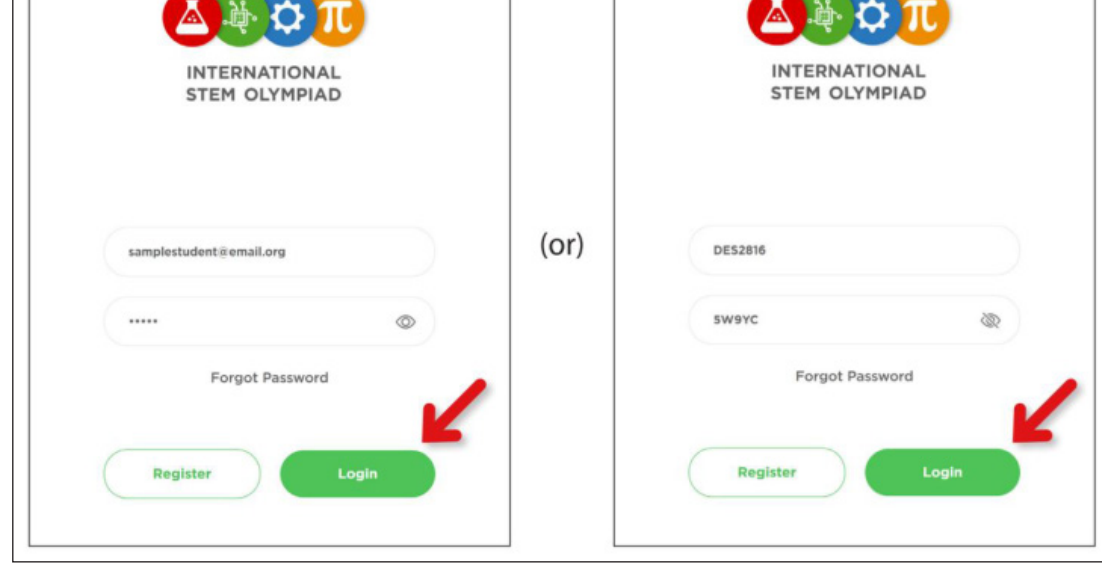 π
INTERNATIONAL
STEM OLYMPIAD
samplestudent@email.org
•••••
Forgot Password
Register
Login
(or)
π
INTERNATIONAL
STEM OLYMPIAD
DES2816
5W9YC
Forgot Password
Register
Login